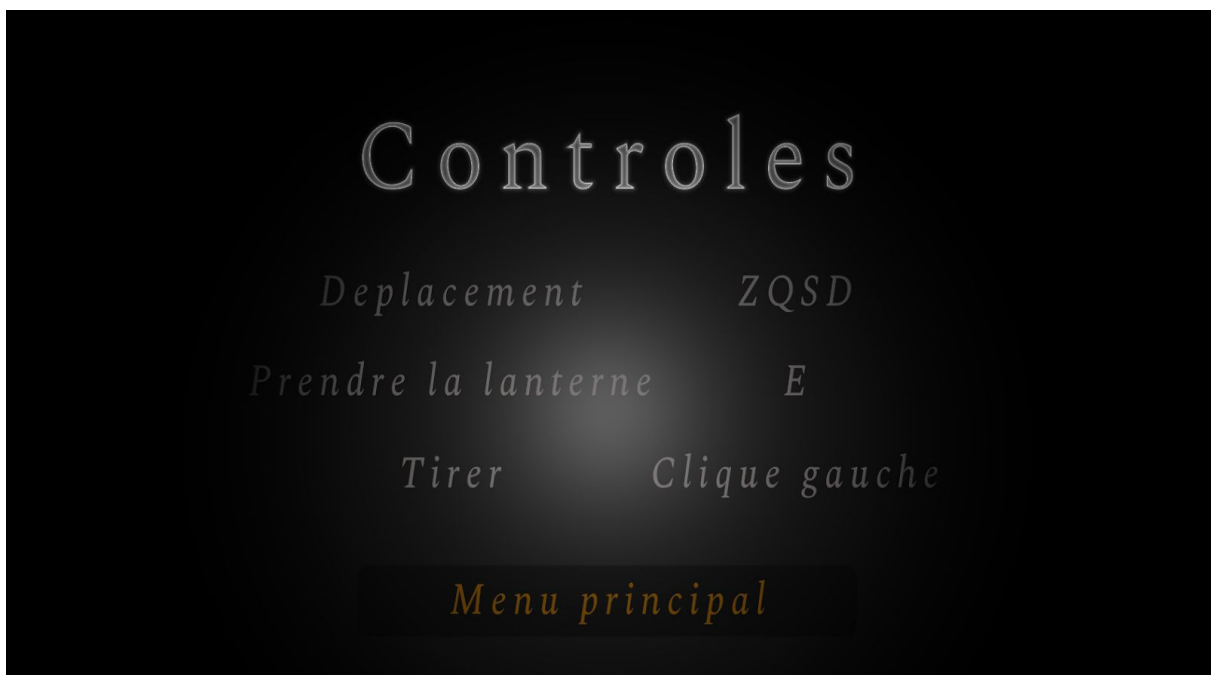 Controles
Deplacement ZQSD
Prendre la lanterne E
Tirer Clique gauche
Menu principal